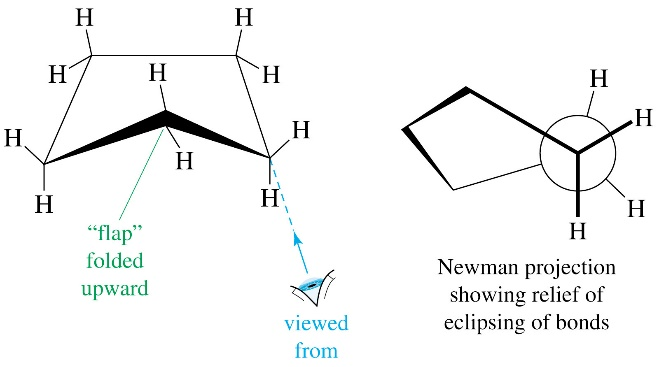 H
H
H
H
H
H
H
H
H
H
“flap”
folded
upward
viewed
from
H
H
H
H
Newman projection
showing relief of
eclipsing of bonds